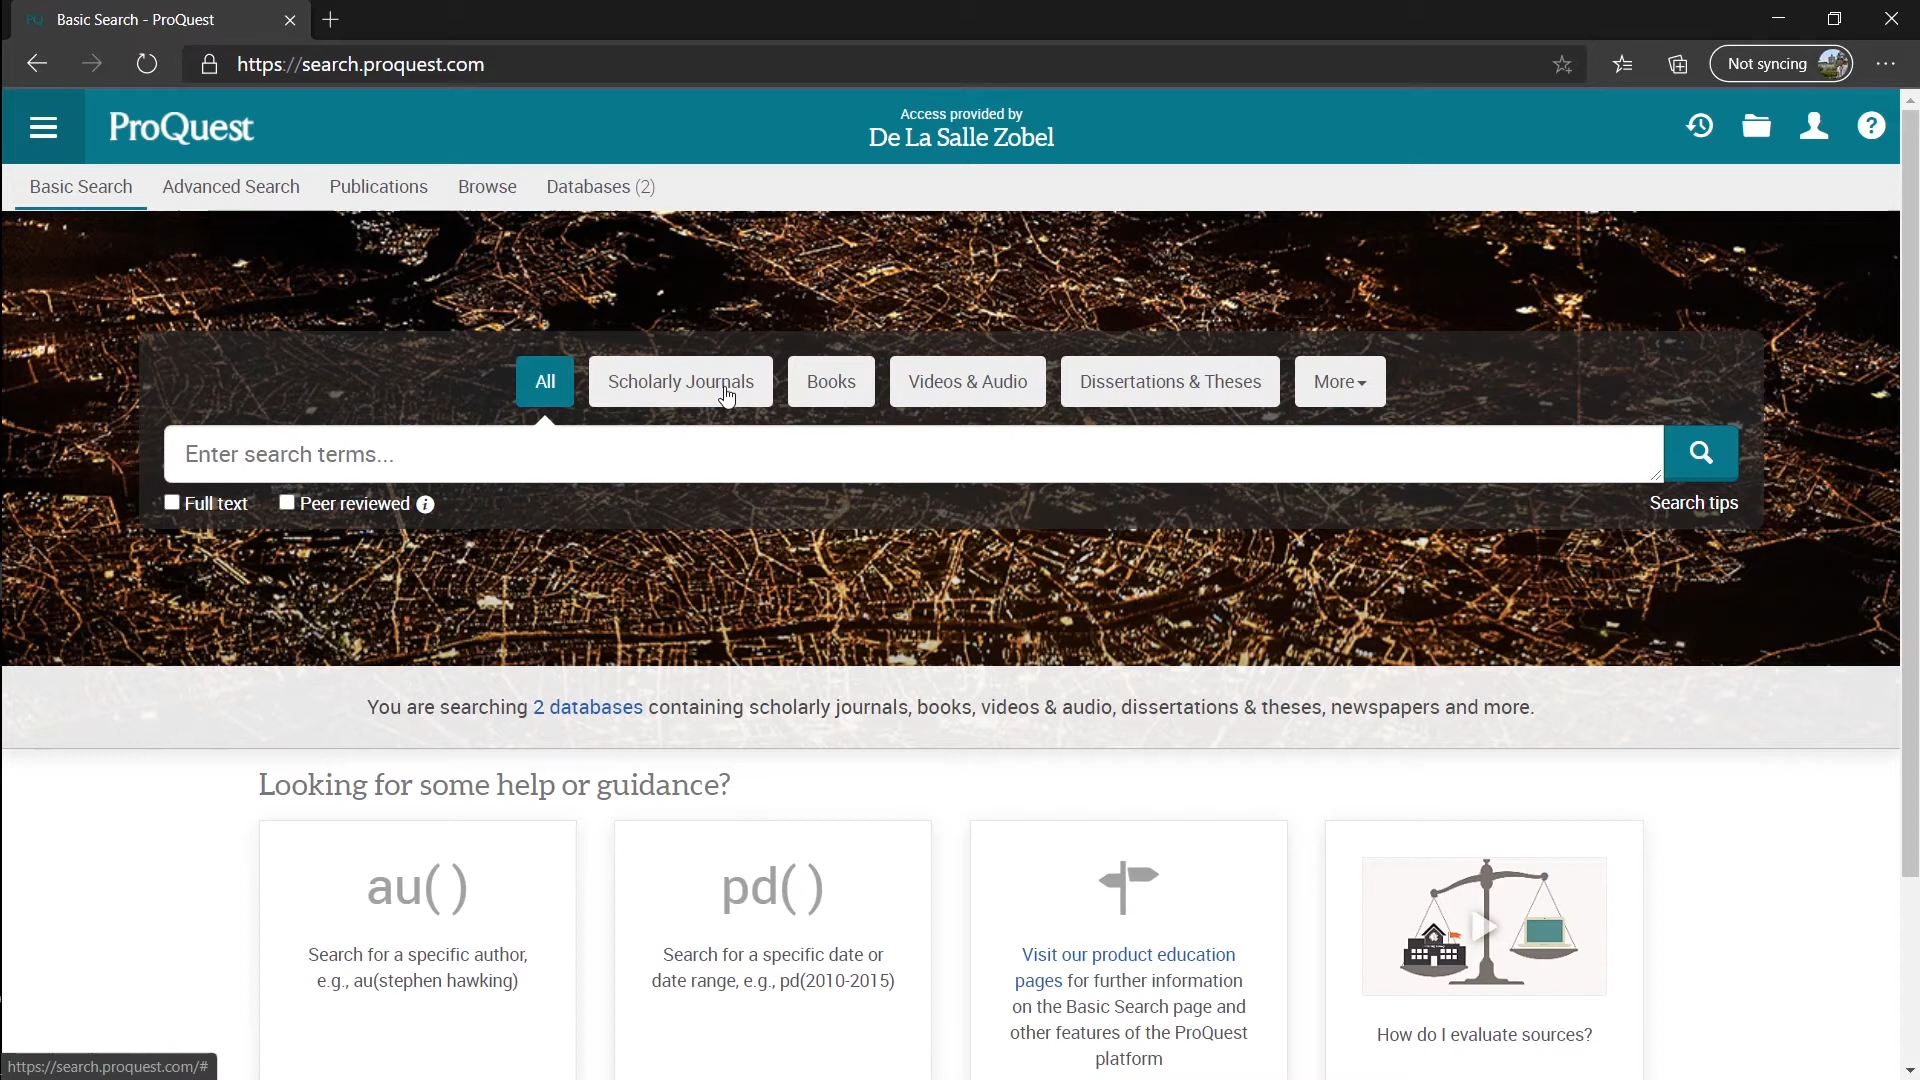 PQ Basic Search - ProQuest
https://search.proquest.com
Not syncing
ProQuest
Access provided by
De La Salle Zobel
Basic Search Advanced Search Publications Browse Databases (2)
All Scholarly Journals Books Videos & Audio Dissertations & Theses More
Enter search terms...
Full text Peer reviewed i
Search tips
You are searching 2 databases containing scholarly journals, books, videos & audio, dissertations & theses, newspapers and more.
Looking for some help or guidance?
au( )
Search for a specific author,
e.g., au(stephen hawking)
pd( )
Search for a specific date or
date range, e.g., pd(2010-2015)
Visit our product education
pages for further information
on the Basic Search page and
other features of the ProQuest
platform
How do I evaluate sources?
https://search.proquest.com/#